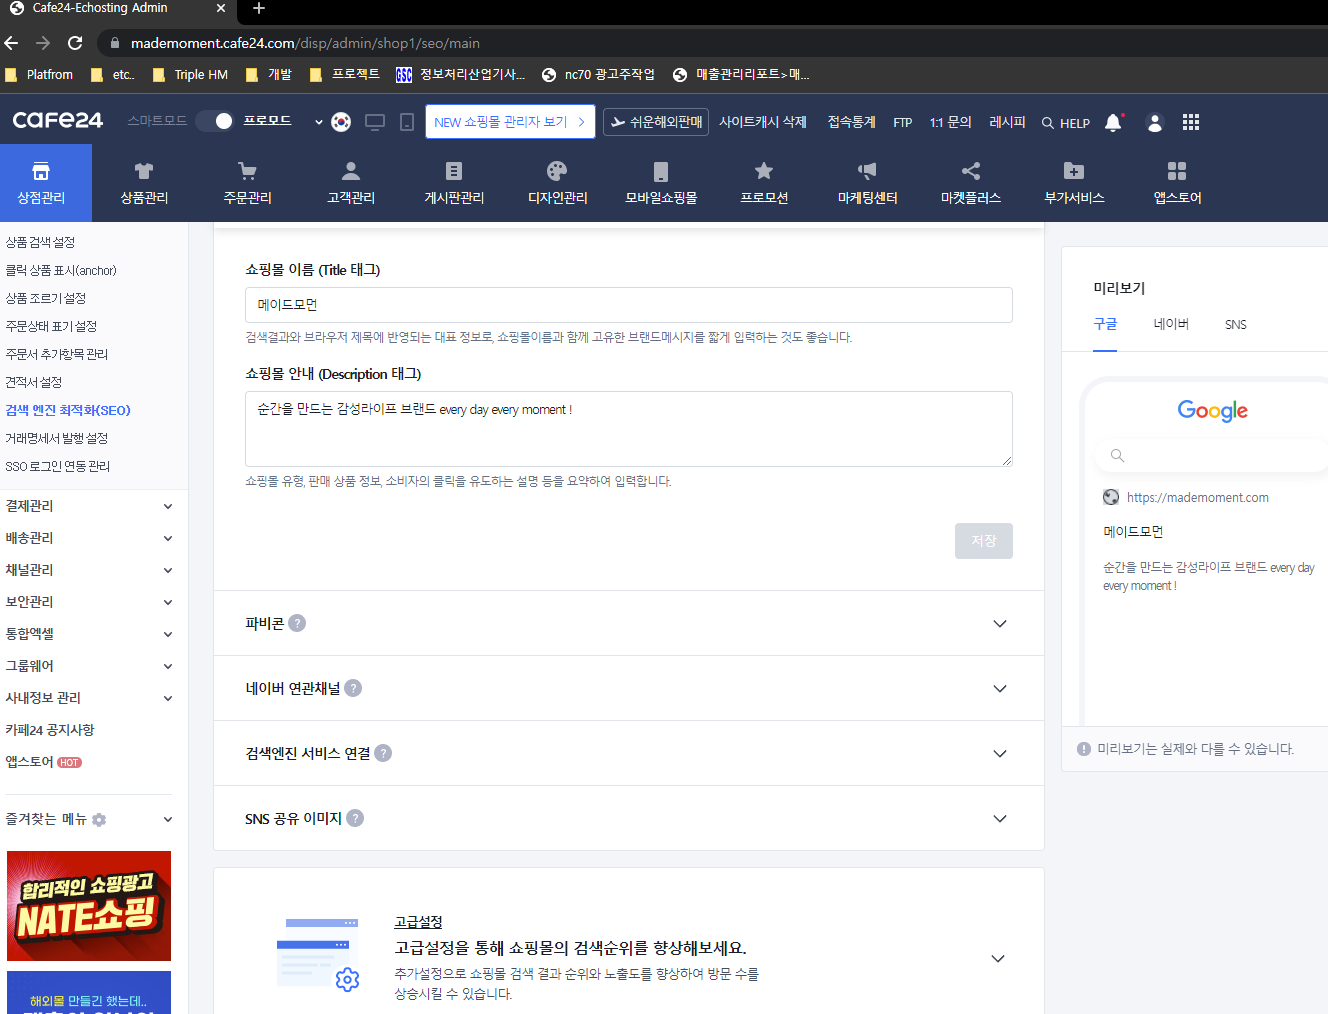 Cafe24-Echosting Admin
mademoment.cafe24.com/disp/admin/shop1/seo/main
Platfrom
etc..
Triple HM
개발
프로젝트
정보처리산업기사...
nc70 광고주작업
매출관리리포트>매...
cafe24
스마트모드
프로모드
NEW 쇼핑몰 관리자 보기
쉬운해외판매
사이트캐시 삭제
접속통계
FTP
1:1 문의
레시피
HELP
상점관리
상품관리
주문관리
고객관리
게시판관리
디자인관리
모바일쇼핑몰
프로모션
마케팅센터
마켓플러스
부가서비스
앱스토어
상품 검색 설정
클릭 상품 표시(anchor)
상품 조르기 설정
주문상태 표기 설정
주문서 추가항목 관리
견적서 설정
검색 엔진 최적화(SEO)
거래명세서 발행 설정
SSO 로그인 연동 관리
결제관리
배송관리
채널관리
보안관리
통합엑셀
그룹웨어
사내정보 관리
카페24 공지사항
앱스토어 HOT
즐겨찾는 메뉴
합리적인 쇼핑광고
NATE쇼핑
해외몰 만들긴 했는데..
쇼핑몰 이름 (Title 태그)
메이드모먼
검색결과와 브라우저 제목에 반영되는 대표 정보로, 쇼핑몰이름과 함께 고유한 브랜드메시지를 짧게 입력하는 것도 좋습니다.
쇼핑몰 안내 (Description 태그)
순간을 만드는 감성라이프 브랜드 every day every moment !
쇼핑몰 유형, 판매 상품 정보, 소비자의 클릭을 유도하는 설명 등을 요약하여 입력합니다.
저장
파비콘 ?
네이버 연관채널 ?
검색엔진 서비스 연결 ?
SNS 공유 이미지 ?
고급설정
고급설정을 통해 쇼핑몰의 검색순위를 향상해보세요.
추가설정으로 쇼핑몰 검색 결과 순위와 노출도를 향상하여 방문 수를
상승시킬 수 있습니다.
미리보기
구글
네이버
SNS
Google
https://mademoment.com
메이드모먼
순간을 만드는 감성라이프 브랜드 every day
every moment !
미리보기는 실제와 다를 수 있습니다.